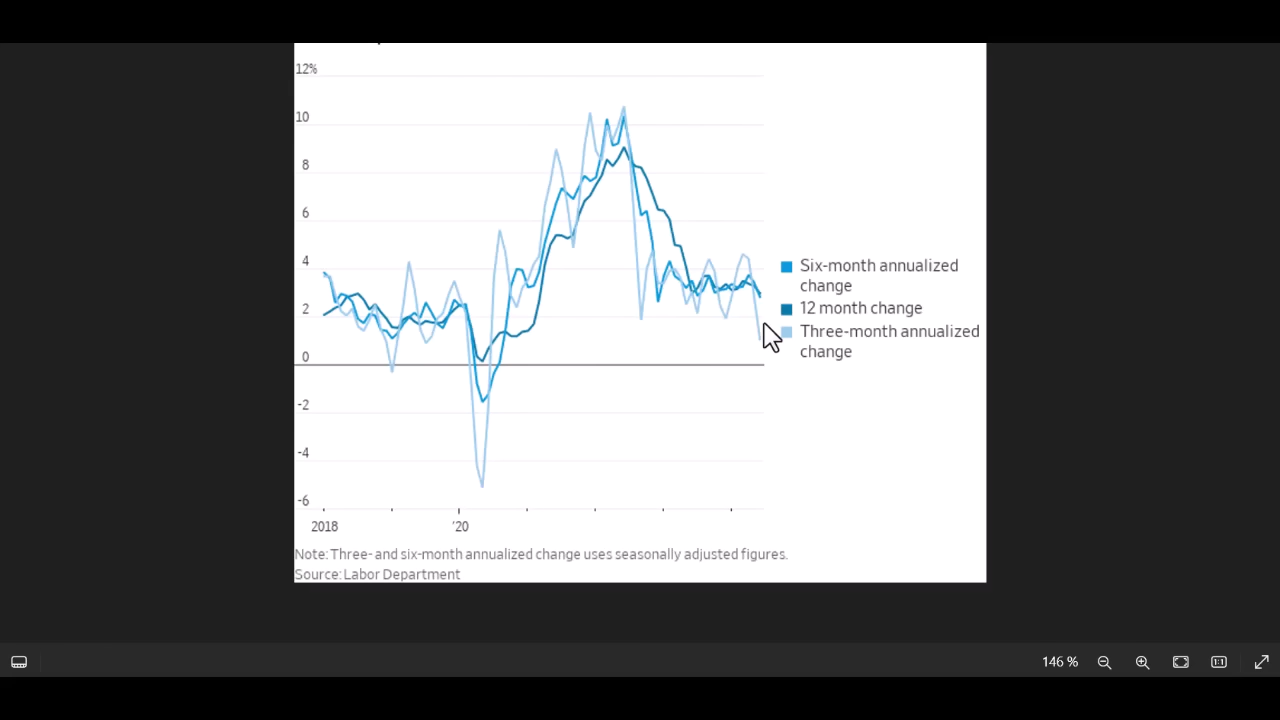 12%
10
8
6
4
2
0
-2
-4
-6
2018 '20
Six-month annualized
change
12 month change
Three-month annualized
change
Note: Three- and six-month annualized change uses seasonally adjusted figures.
Source: Labor Department
146 %
1:1